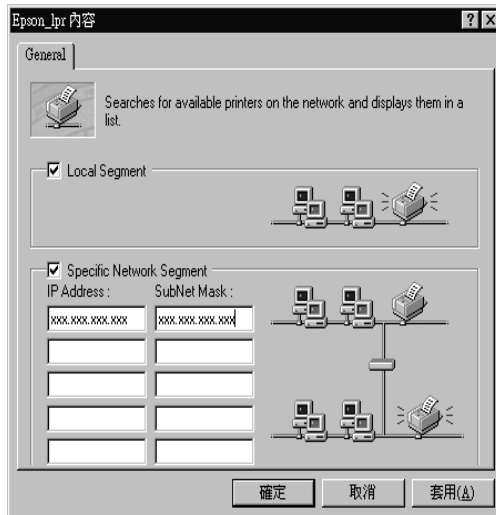 Epson_lpr 內容
General
Searches for available printers on the network and displays them in a
list.
Local Segment
Specific Network Segment
IP Address : SubNet Mask :
xxx.xxx.xxx.xxx xxx.xxx.xxx.xxx
確定 取消 套用(A)